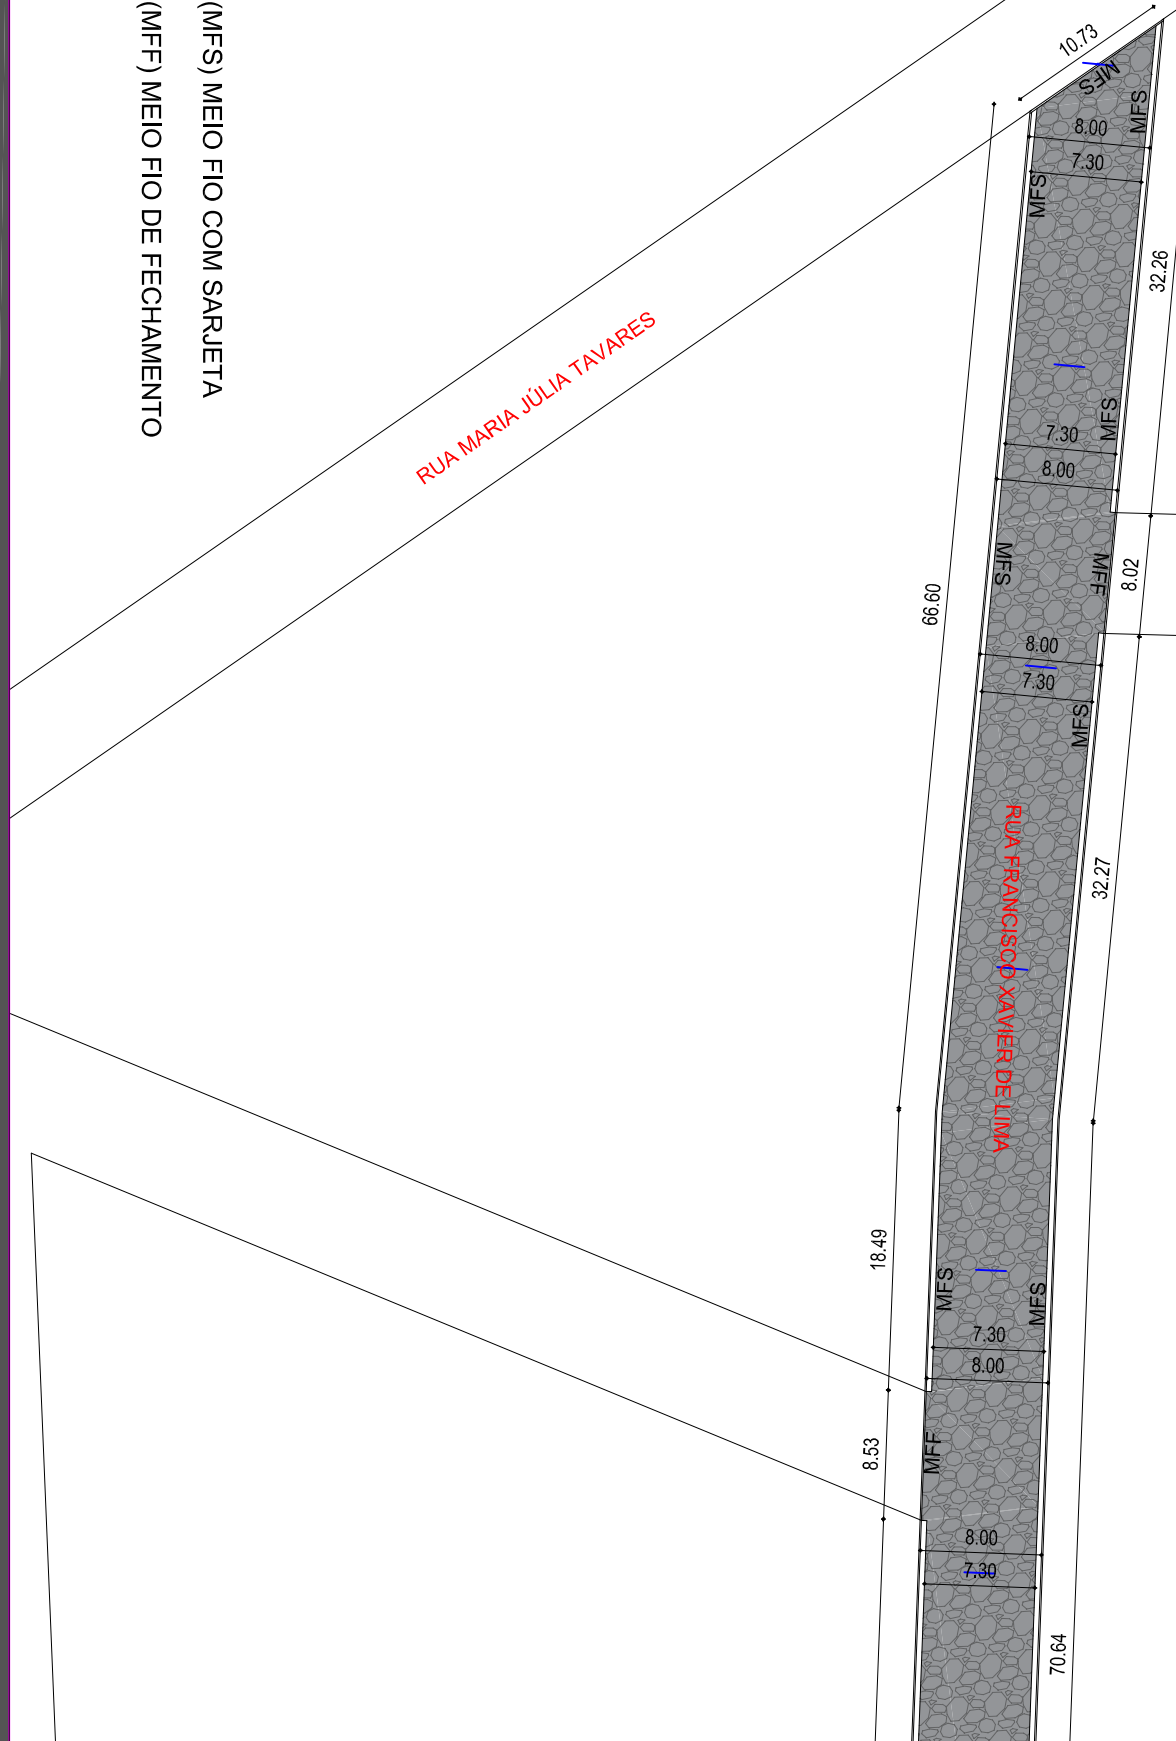 (MFS) MEIO FIO COM SARJETA
(MFF) MEIO FIO DE FECHAMENTO
10.73
MFS
MFS
8.00
7.30
MFS
32.26
RUA MARIA JÚLIA TAVARES
MFS
7.30
8.00
MFS
MFF
8.02
66.60
8.00
7.30
MFS
RUA FRANCISCO XAVIER DE LIMA
32.27
18.49
MFS
MFS
7.30
8.00
8.53
MFF
8.00
7.30
70.64